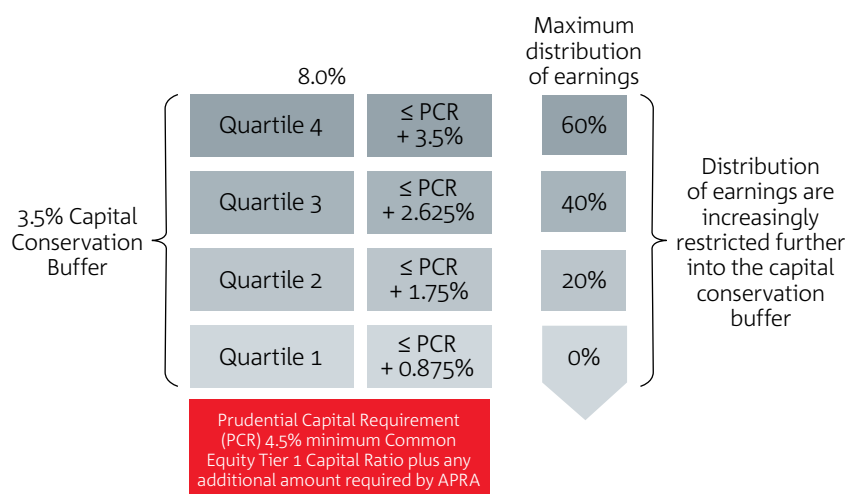 Maximum
distribution
of earnings
8.0%
3.5% Capital
Conservation
Buffer
Quartile 4
≤ PCR
+ 3.5%
60%
Quartile 3
≤ PCR
+ 2.625%
40%
Quartile 2
≤ PCR
+ 1.75%
20%
Quartile 1
≤ PCR
+ 0.875%
0%
Distribution
of earnings are
increasingly
restricted further
into the capital
conservation
buffer
Prudential Capital Requirement
(PCR) 4.5% minimum Common
Equity Tier 1 Capital Ratio plus any
additional amount required by APRA